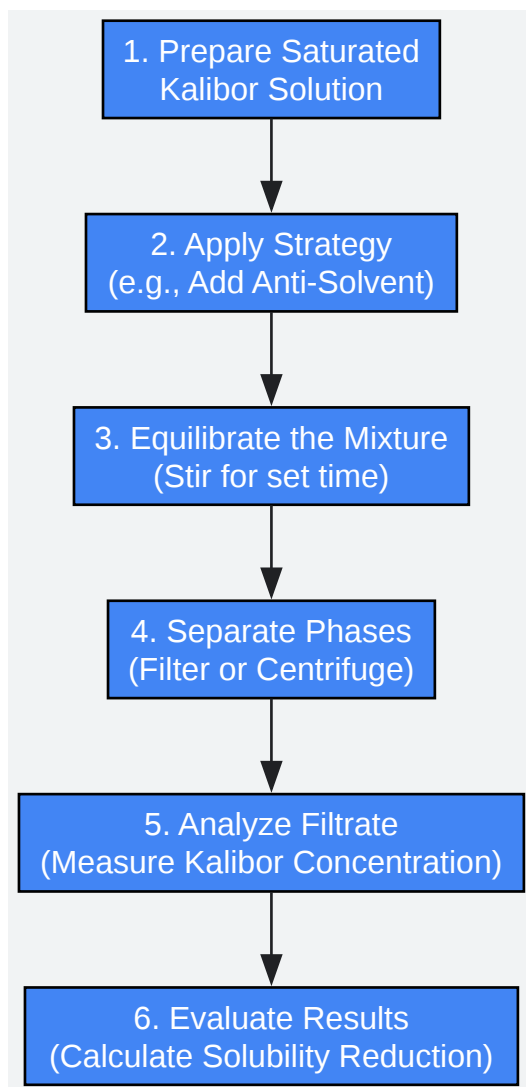 1. Prepare Saturated
Kalibor Solution
2. Apply Strategy
(e.g., Add Anti-Solvent)
3. Equilibrate the Mixture
(Stir for set time)
4. Separate Phases
(Filter or Centrifuge)
5. Analyze Filtrate
(Measure Kalibor Concentration)
6. Evaluate Results
(Calculate Solubility Reduction)